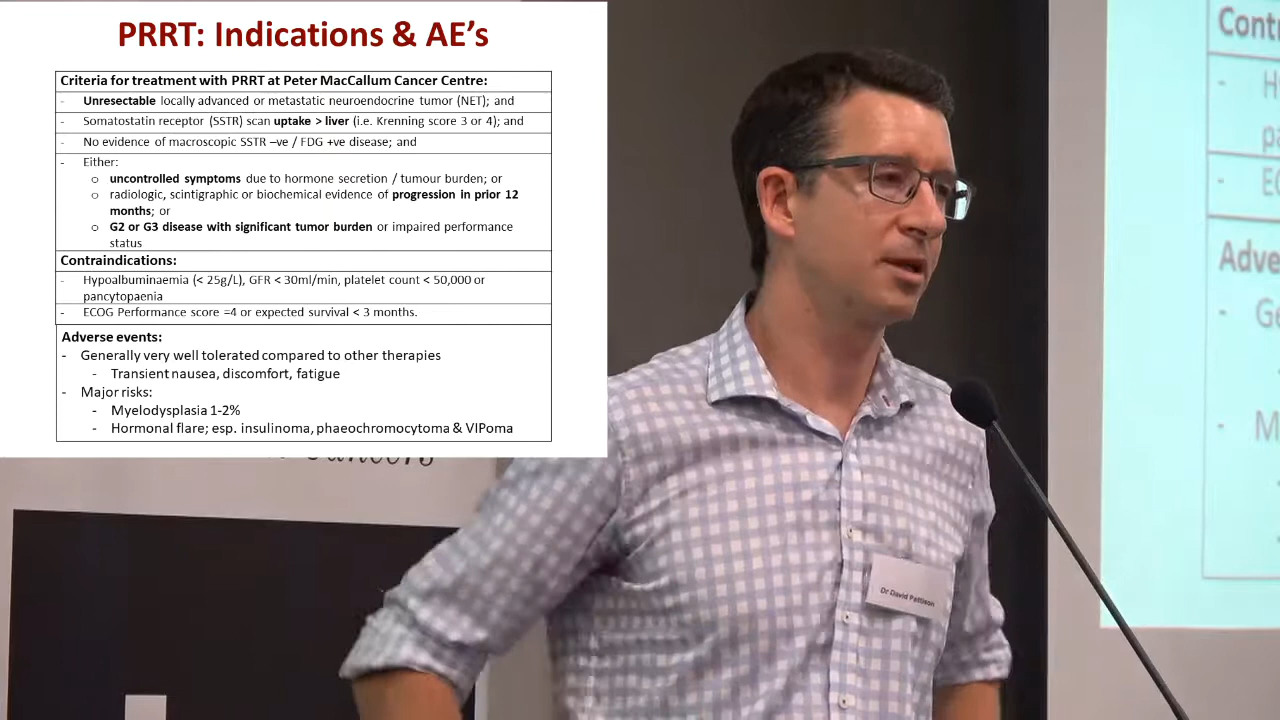 PRRT: Indications & AE's
Criteria for treatment with PRRT at Peter MacCallum Cancer Centre:
- Unresectable locally advanced or metastatic neuroendocrine tumor (NET); and
- Somatostatin receptor (SSTR) scan uptake > liver (i.e. Krenning score 3 or 4); and
- No evidence of macroscopic SSTR –ve / FDG +ve disease; and
- Either:
o uncontrolled symptoms due to hormone secretion / tumour burden; or
o radiologic, scintigraphic or biochemical evidence of progression in prior 12
months; or
o G2 or G3 disease with significant tumor burden or impaired performance
status
Contraindications:
- Hypoalbuminaemia (< 25g/L), GFR < 30ml/min, platelet count < 50,000 or
pancytopaenia
- ECOG Performance score =4 or expected survival < 3 months.
Adverse events:
- Generally very well tolerated compared to other therapies
- Transient nausea, discomfort, fatigue
- Major risks:
- Myelodysplasia 1-2%
- Hormonal flare; esp. insulinoma, phaeochromocytoma & VIPoma
Dr David Pattison
Contr
- H
pa
- EC
Adve
- Ge
- M